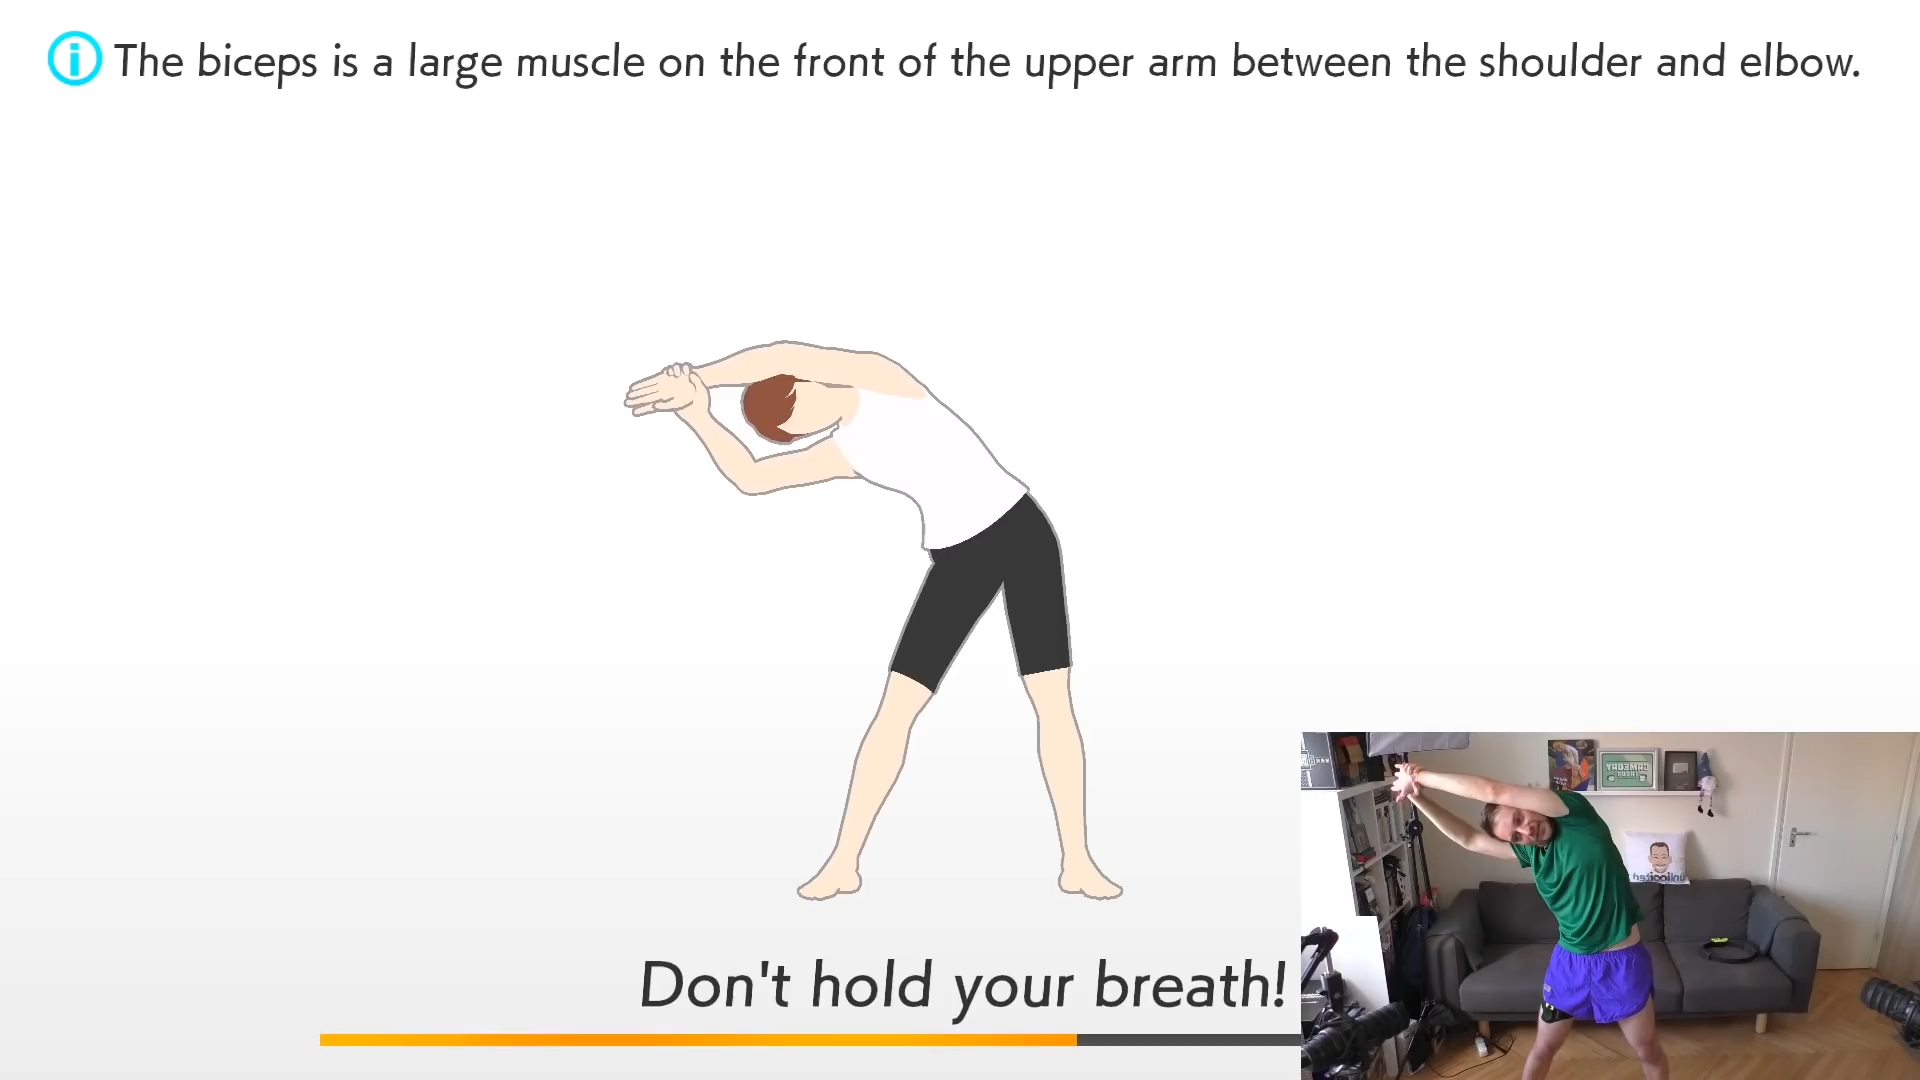 The biceps is a large muscle on the front of the upper arm between the shoulder and elbow.
Don't hold your breath!